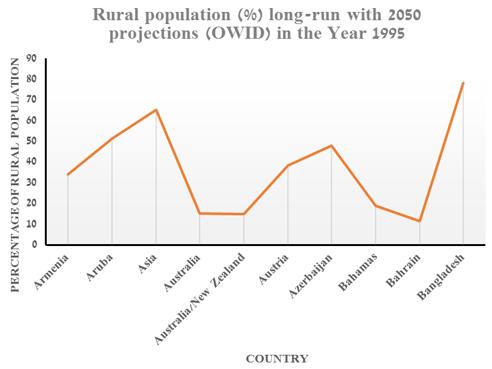 Rural population (%) long-run with 2050
projections (OWID) in the Year 1995
PERCENTAGE OF RURAL POPULATION
90
80
70
60
50
40
30
20
10
0
Armenia
Aruba
Asia
Australia
Australia/New Zealand
Austria
Azerbaijan
Bahamas
Bahrain
Bangladesh
COUNTRY